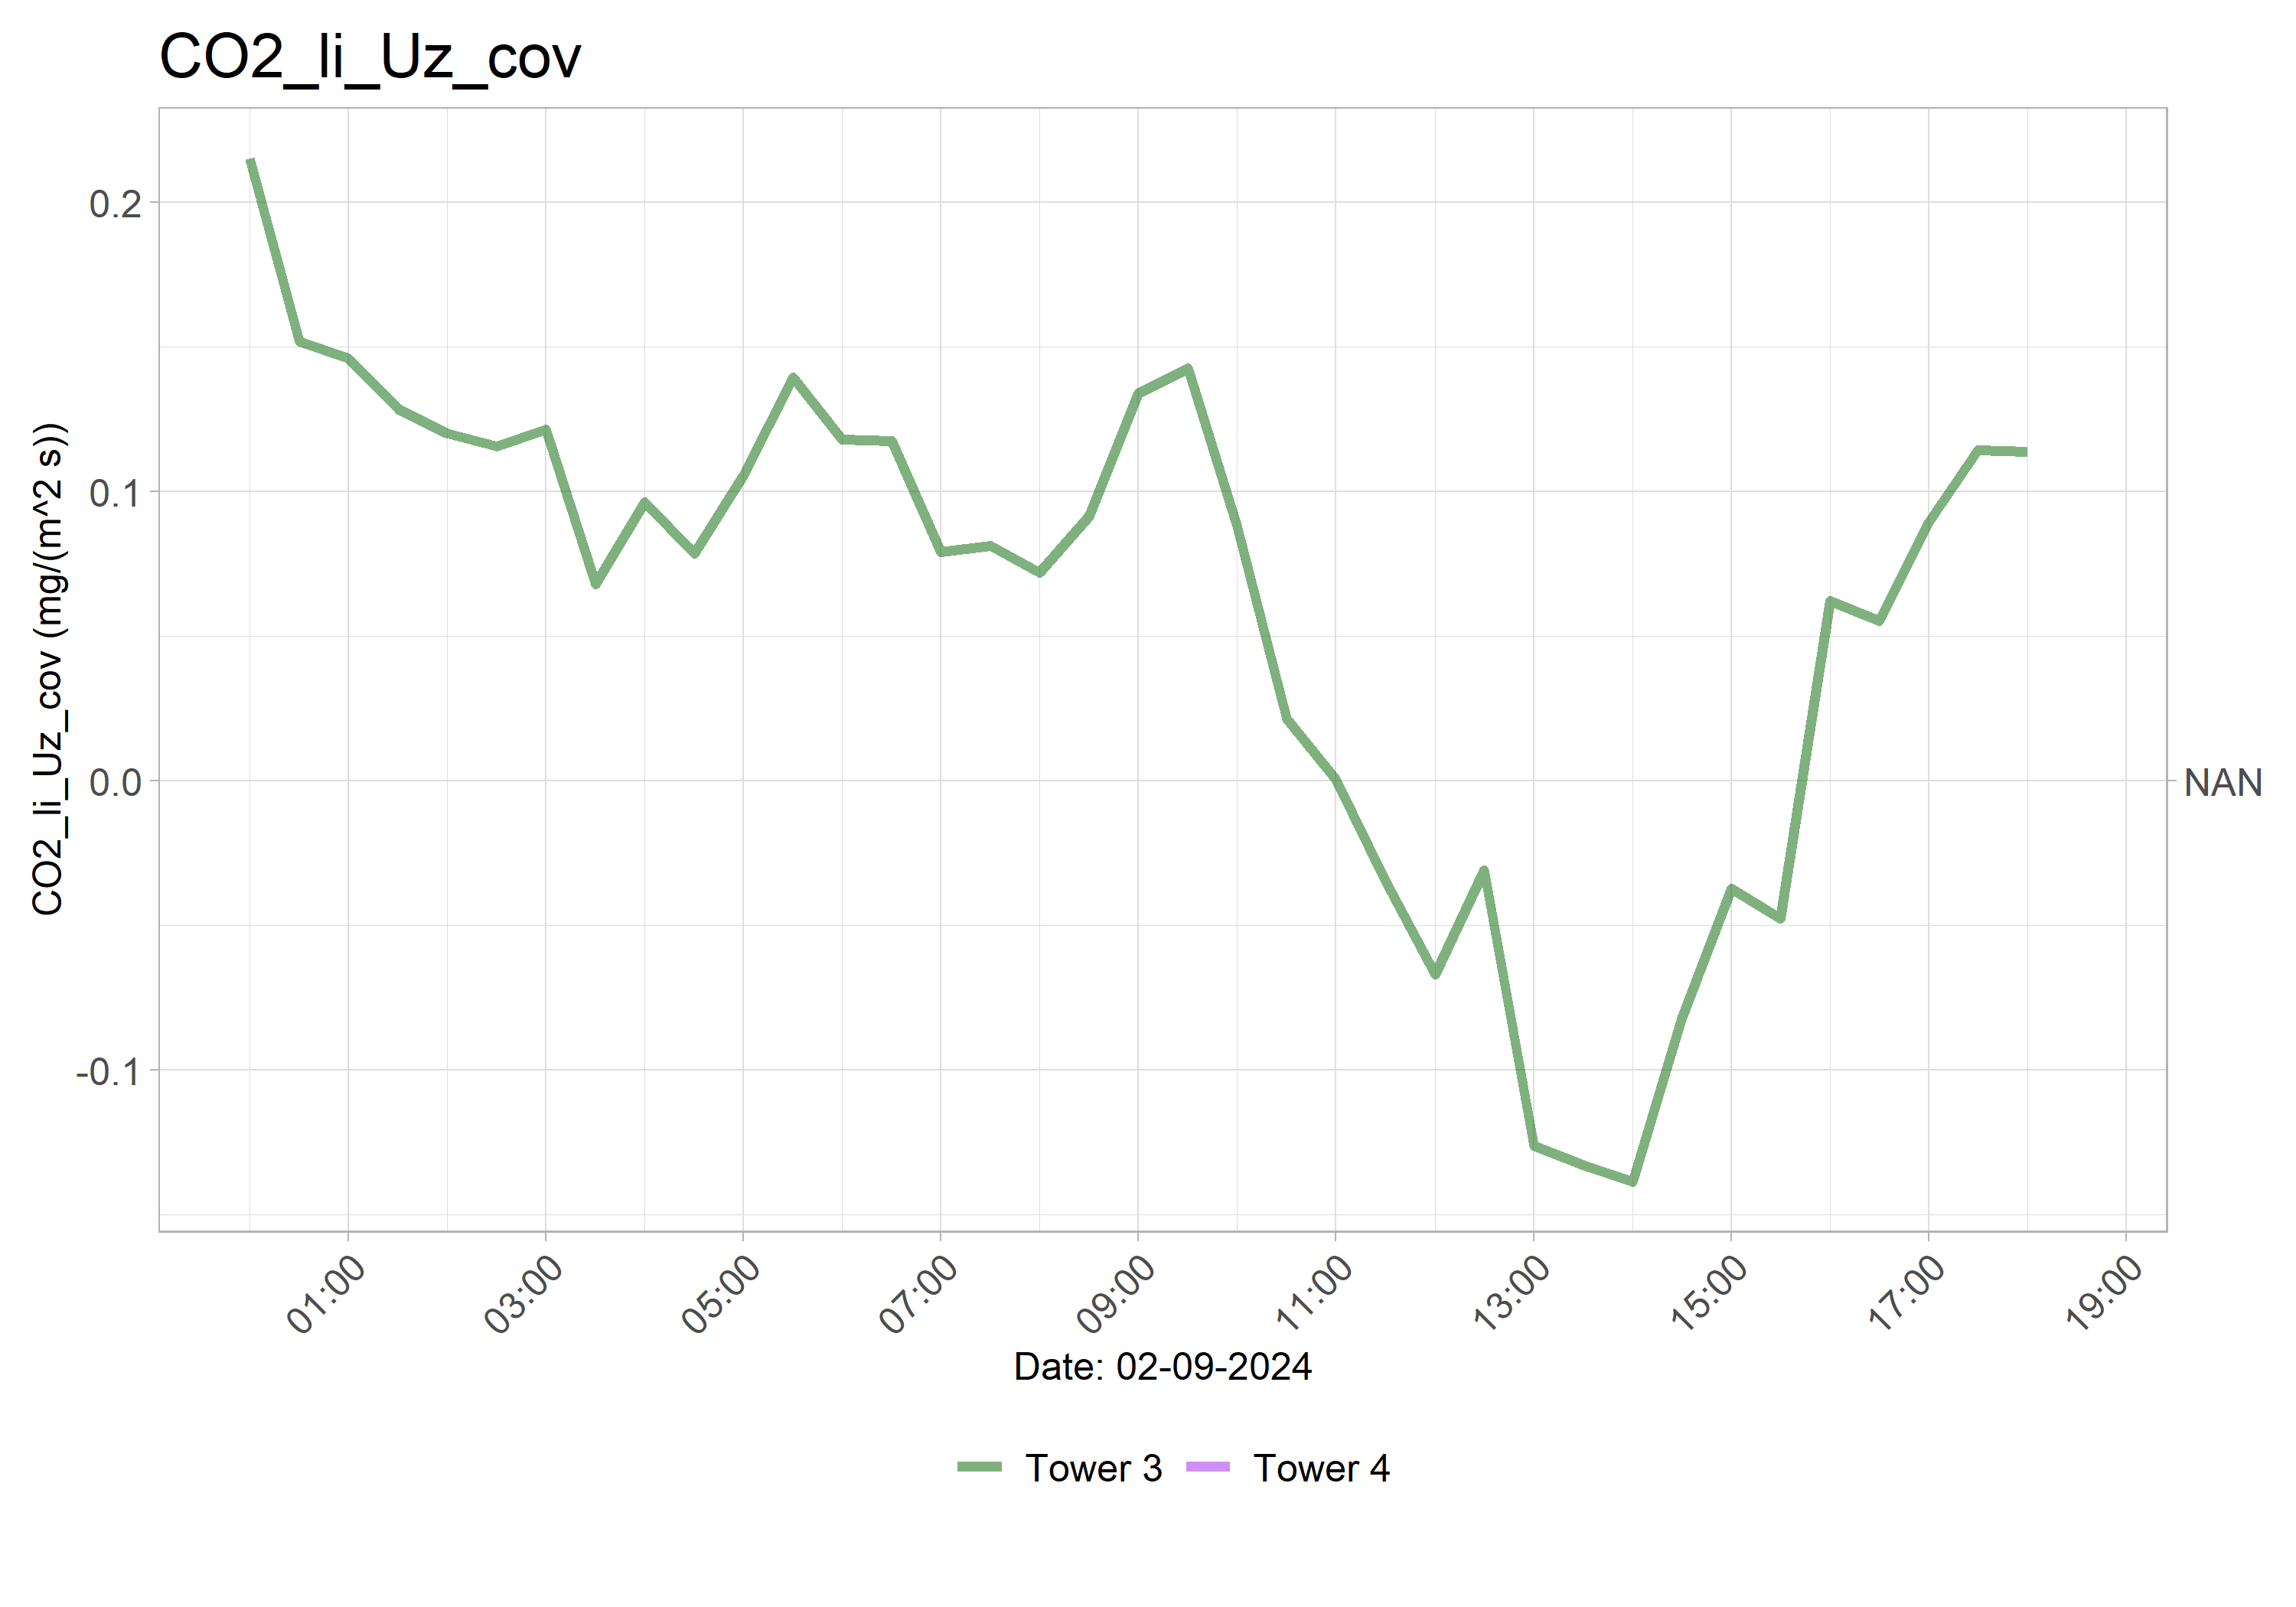 CO2_li_Uz_cov
CO2_li_Uz_cov (mg/(m^2 s))
0.2
0.1
0.0
-0.1
NAN
01:00
03:00
05:00
07:00
09:00
11:00
13:00
15:00
17:00
19:00
Date: 02-09-2024
Tower 3
Tower 4